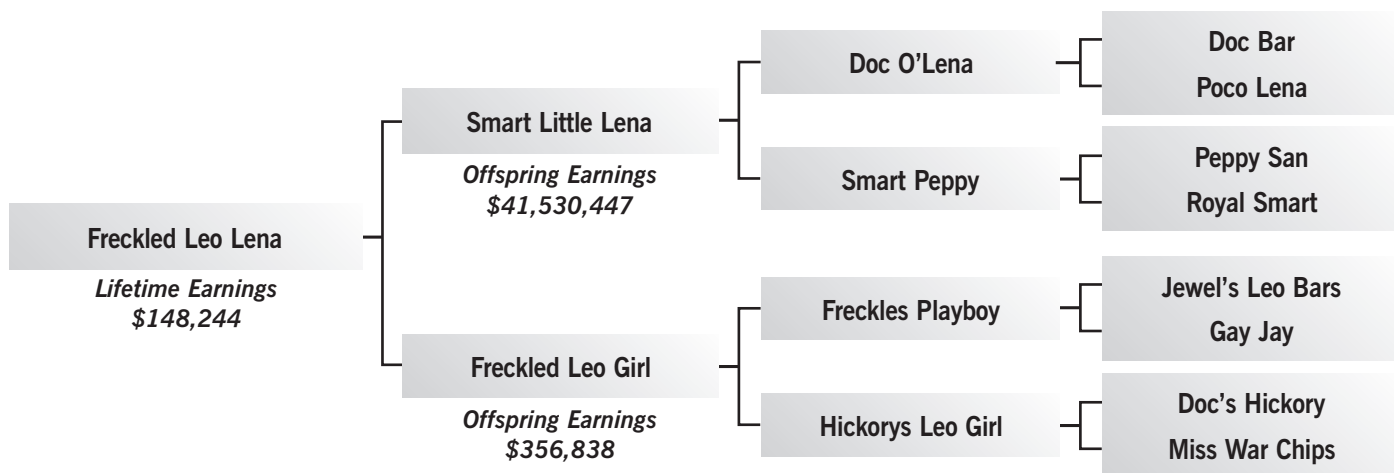 Freckled Leo Lena
Lifetime Earnings
$148,244
Smart Little Lena
Offspring Earnings
$41,530,447
Freckled Leo Girl
Offspring Earnings
$356,838
Doc O’Lena
Smart Peppy
Freckles Playboy
Hickorys Leo Girl
Doc Bar
Poco Lena
Peppy San
Royal Smart
Jewel’s Leo Bars
Gay Jay
Doc’s Hickory
Miss War Chips